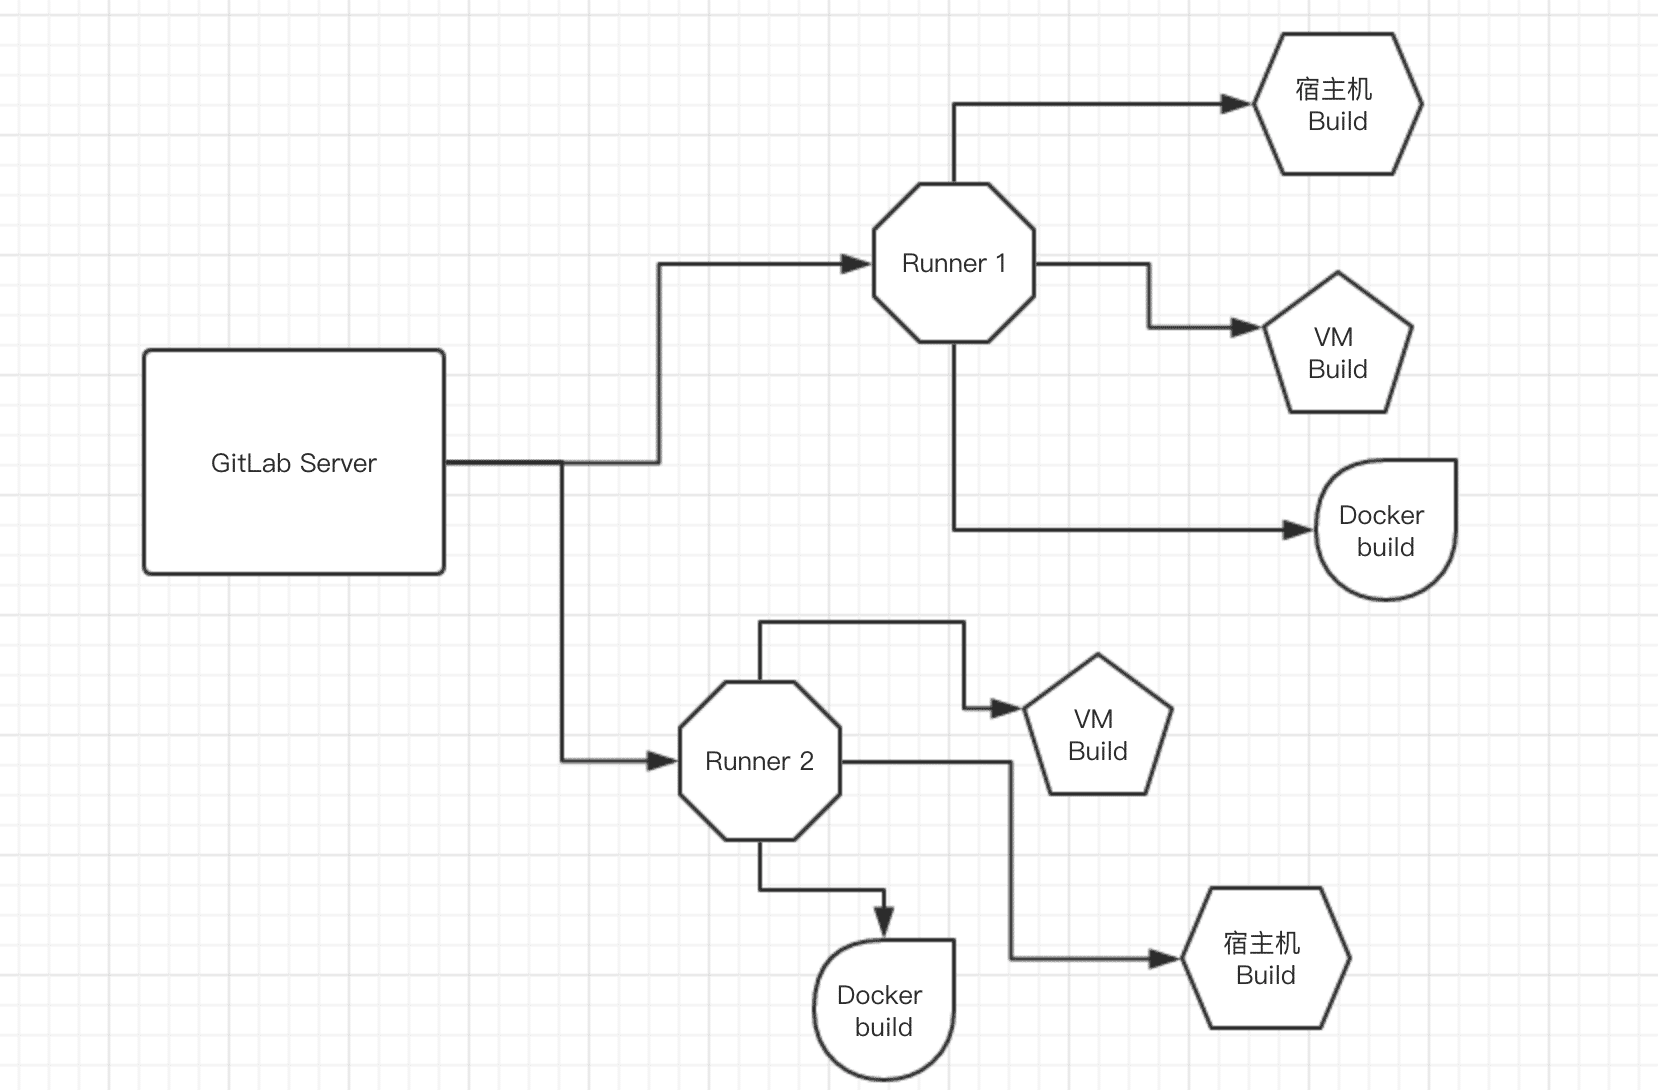 宿主机
Build
Runner 1
VM
Build
GitLab Server
Docker
build
VM
Build
Runner 2
宿主机
Build
Docker
build